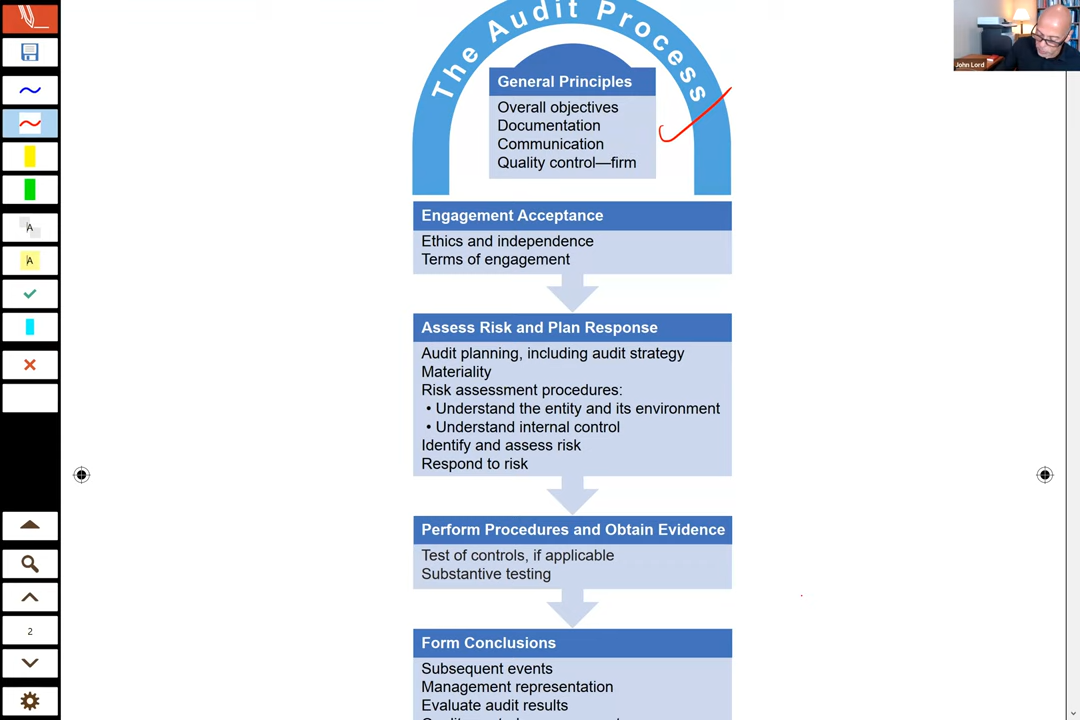 The Audit Process
General Principles
Overall objectives
Documentation
Communication
Quality control—firm
Engagement Acceptance
Ethics and independence
Terms of engagement
Assess Risk and Plan Response
Audit planning, including audit strategy
Materiality
Risk assessment procedures:
• Understand the entity and its environment
• Understand internal control
Identify and assess risk
Respond to risk
Perform Procedures and Obtain Evidence
Test of controls, if applicable
Substantive testing
Form Conclusions
Subsequent events
Management representation
Evaluate audit results
John Lord
A
A
2